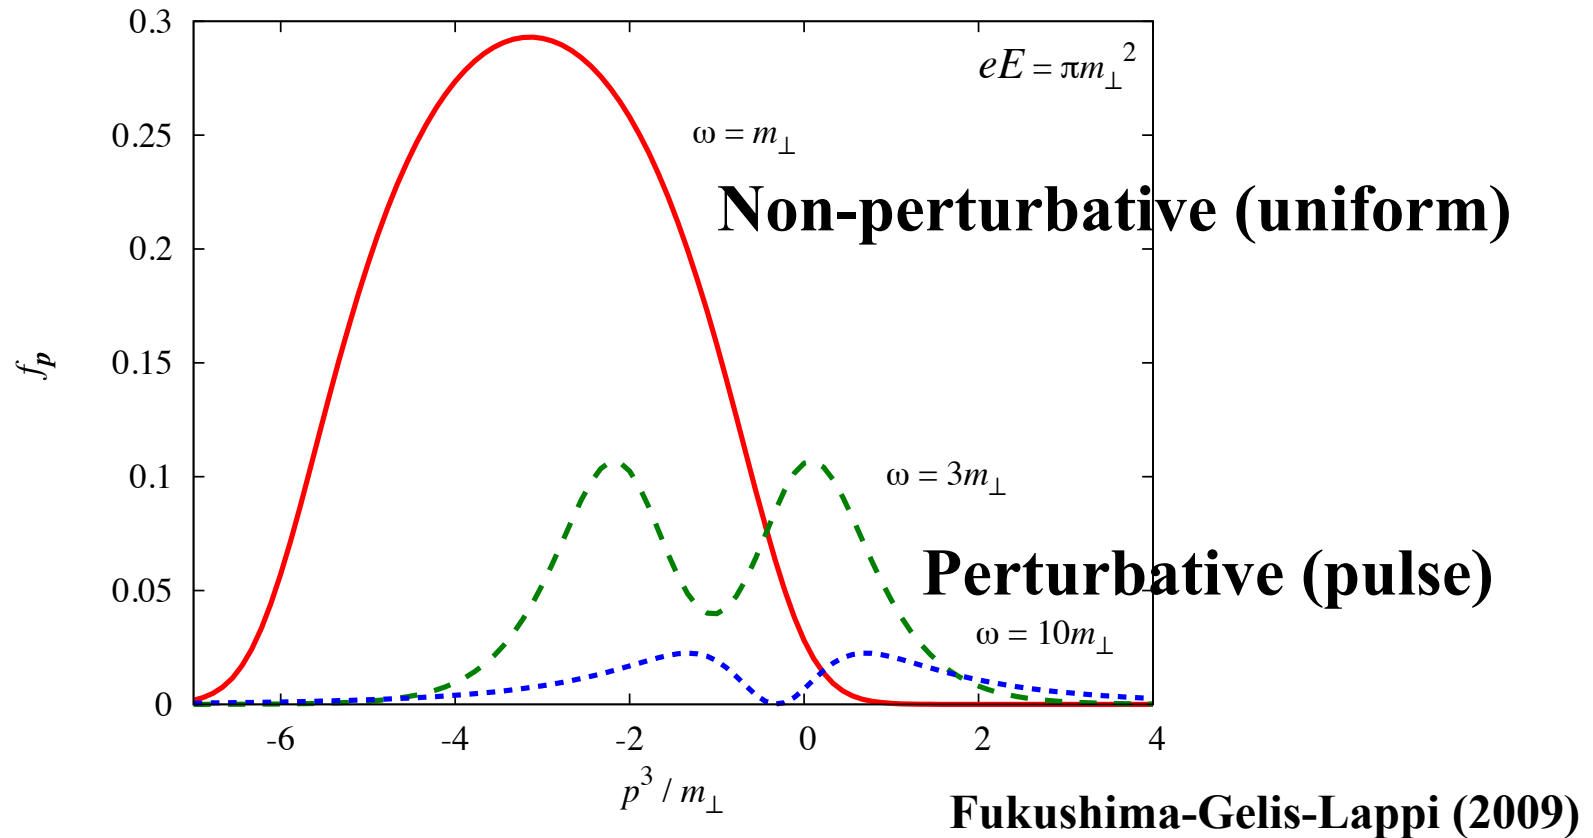 0.3
eE = πm⊥²
0.25
ω = m⊥
Non-perturbative (uniform)
0.2
0.15
fₚ
0.1
ω = 3m⊥
Perturbative (pulse)
0.05
ω = 10m⊥
0
-6 -4 -2 0 2 4
p³ / m⊥
Fukushima-Gelis-Lappi (2009)